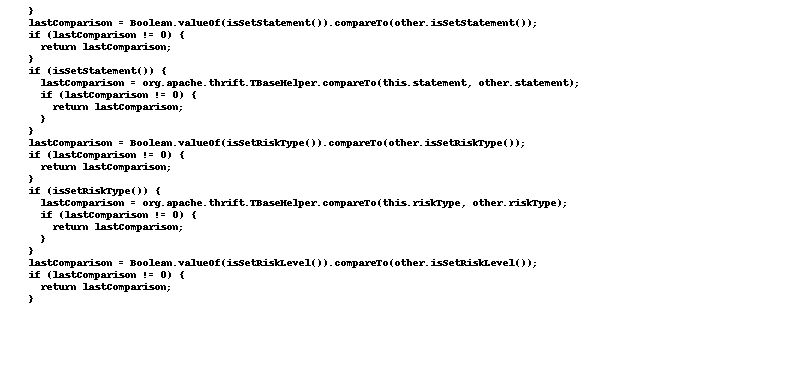 }
lastComparison = Boolean.valueOf(isSetStatement()).compareTo(other.isSetStatement());
if (lastComparison != 0) {
  return lastComparison;
}
if (isSetStatement()) {
  lastComparison = org.apache.thrift.TBaseHelper.compareTo(this.statement, other.statement);
  if (lastComparison != 0) {
    return lastComparison;
  }
}
lastComparison = Boolean.valueOf(isSetRiskType()).compareTo(other.isSetRiskType());
if (lastComparison != 0) {
  return lastComparison;
}
if (isSetRiskType()) {
  lastComparison = org.apache.thrift.TBaseHelper.compareTo(this.riskType, other.riskType);
  if (lastComparison != 0) {
    return lastComparison;
  }
}
lastComparison = Boolean.valueOf(isSetRiskLevel()).compareTo(other.isSetRiskLevel());
if (lastComparison != 0) {
  return lastComparison;
}